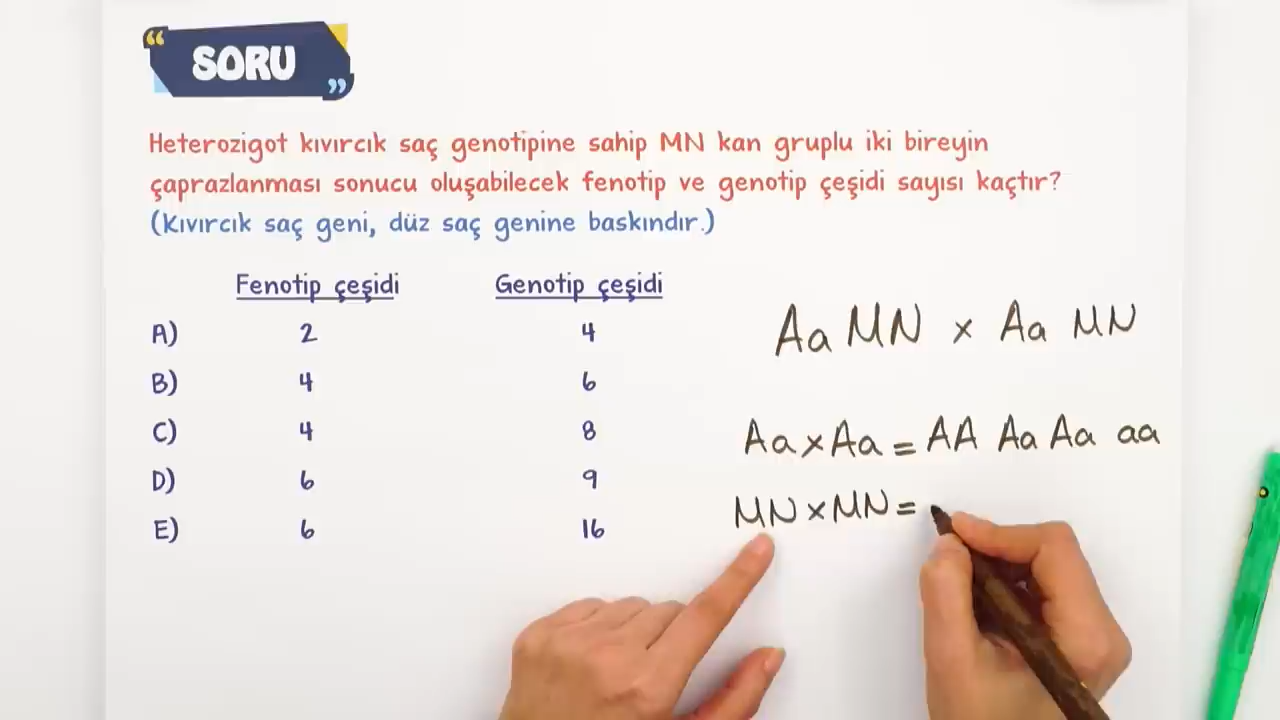 “ SORU ”
Heterozigot kıvırcık saç genotipine sahip MN kan gruplu iki bireyin
çaprazlanması sonucu oluşabilecek fenotip ve genotip çeşidi sayısı kaçtır?
(Kıvırcık saç geni, düz saç genine baskındır.)
Fenotip çeşidi Genotip çeşidi
A) 2 4
B) 4 6
C) 4 8
D) 6 9
E) 6 16
Aa MN x Aa MN
Aa x Aa = AA Aa Aa aa
MN x MN =